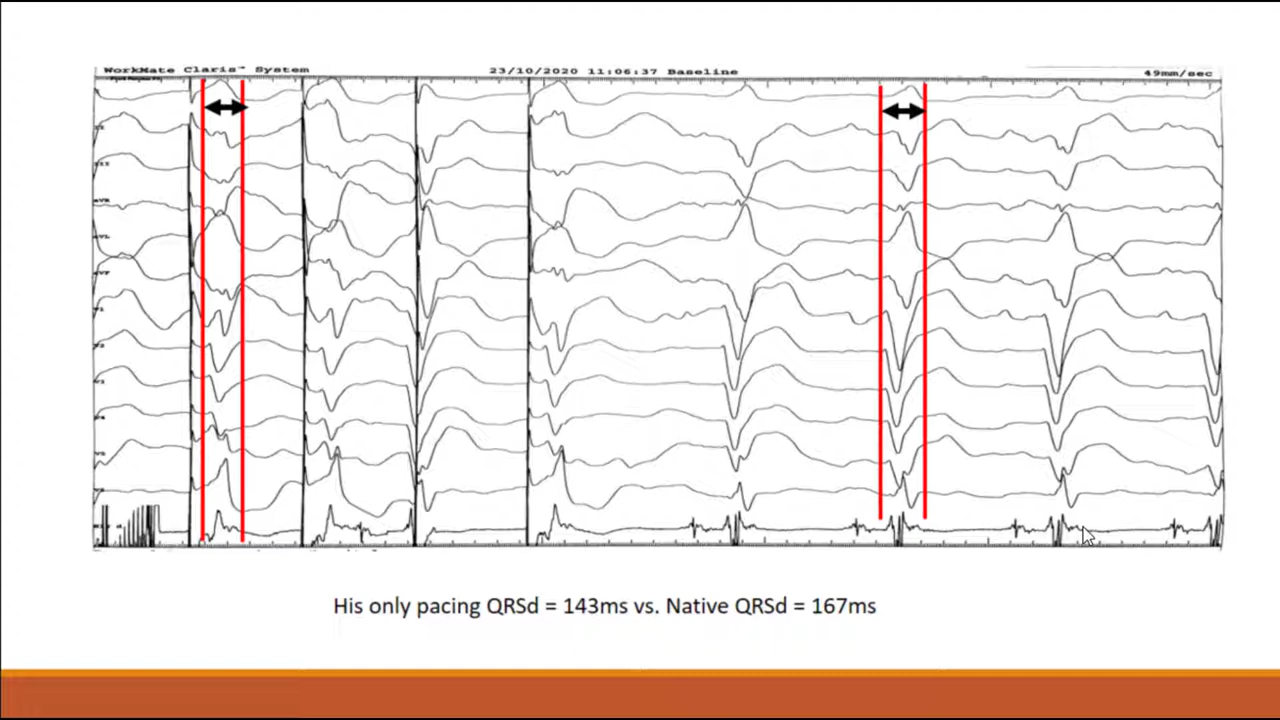 WorkMate Claris™ System 23/10/2020 11:06:37 Baseline 49mm/sec
II
III
aVR
aVL
aVF
V1
V2
V3
V4
V5
His d
His only pacing QRSd = 143ms vs. Native QRSd = 167ms